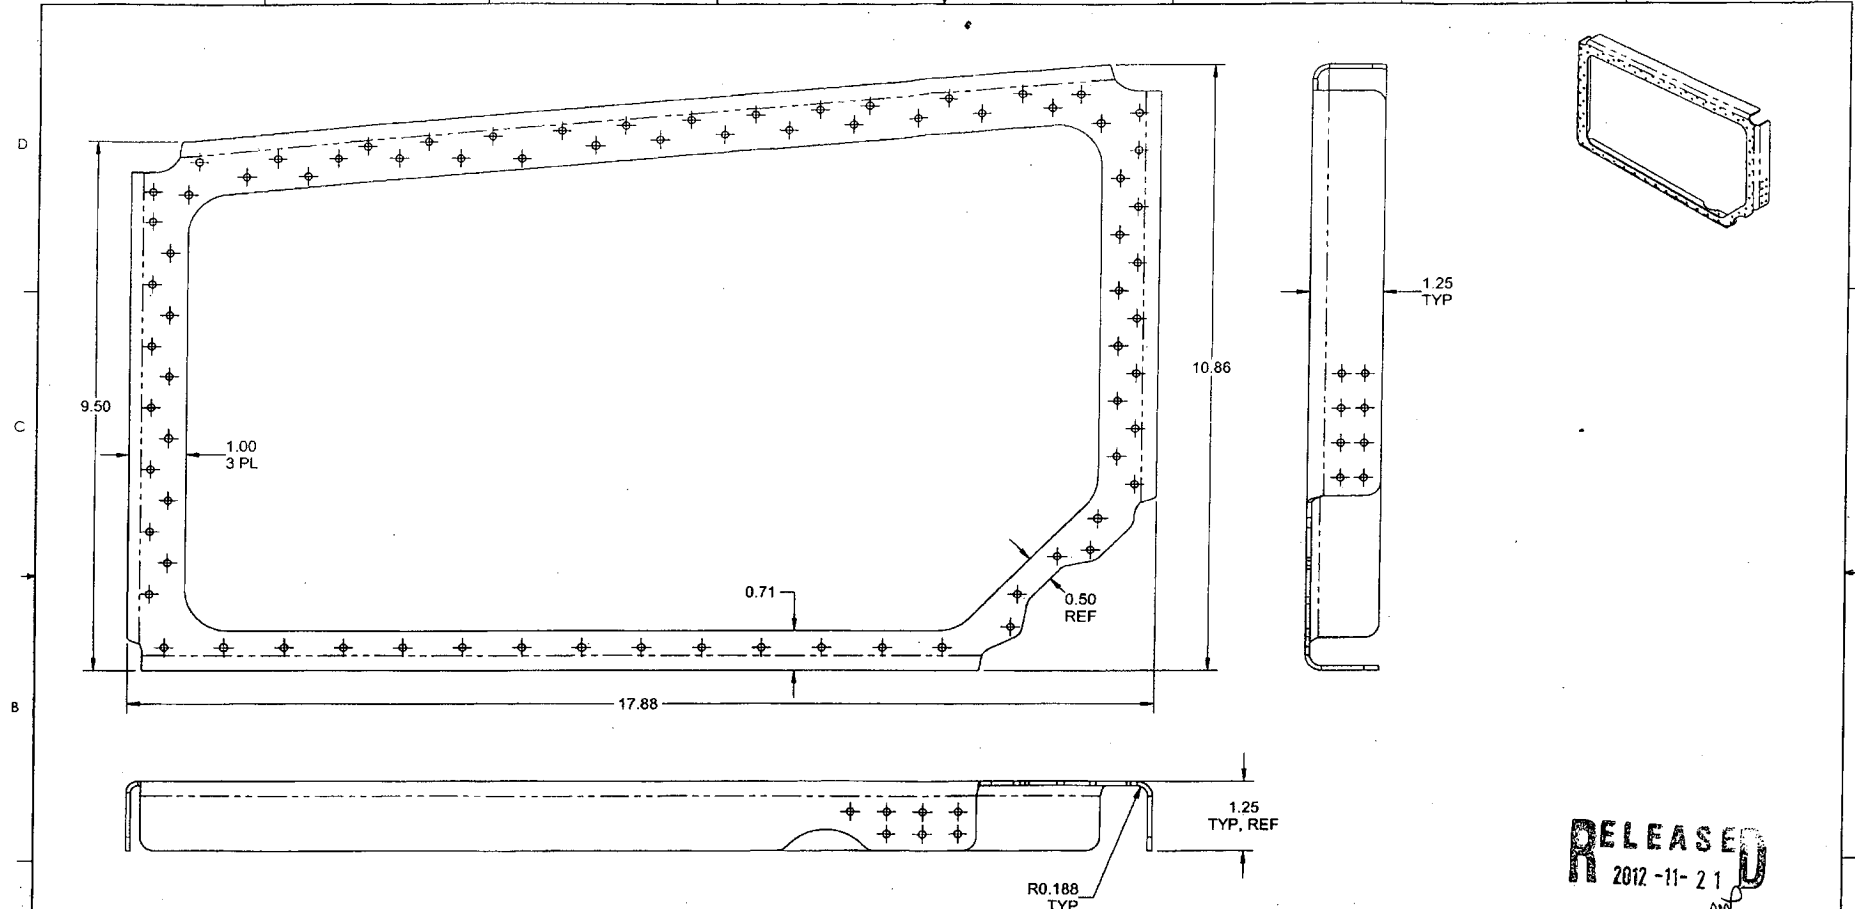 D
C
B
9.50
1.00
3 PL
0.71
0.50
REF
10.86
17.88
1.25
TYP
1.25
TYP, REF
R0.188
TYP
RELEASED
2012-11-21